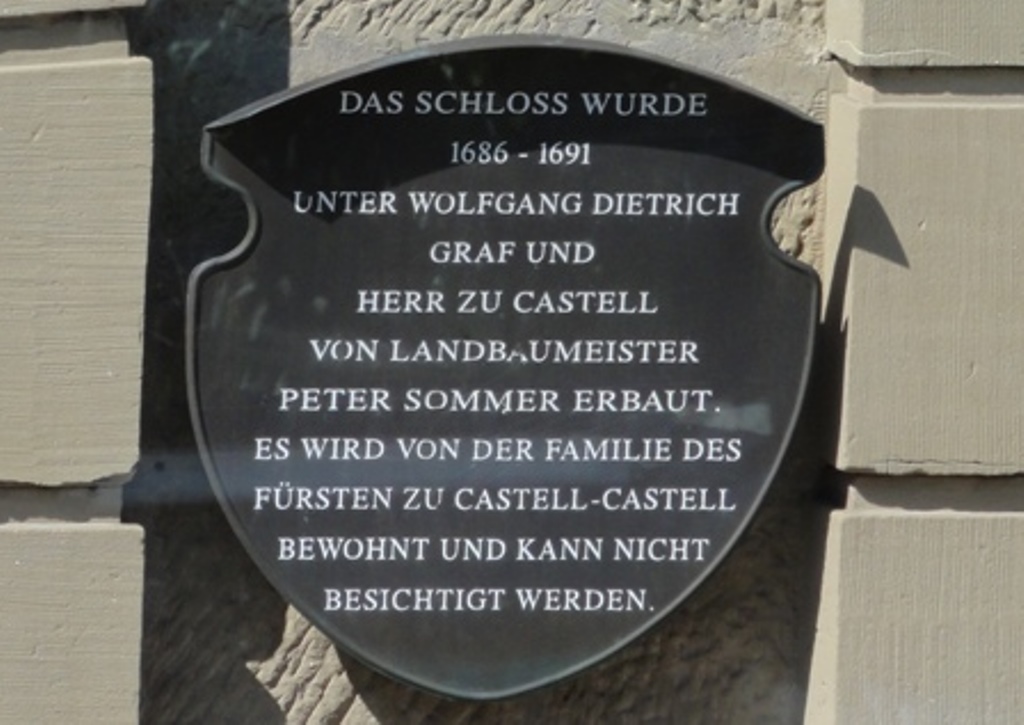 DAS SCHLOSS WURDE
1686 - 1691
UNTER WOLFGANG DIETRICH
GRAF UND
HERR ZU CASTELL
VON LANDBAUMEISTER
PETER SOMMER ERBAUT.
ES WIRD VON DER FAMILIE DES
FÜRSTEN ZU CASTELL-CASTELL
BEWOHNT UND KANN NICHT
BESICHTIGT WERDEN.